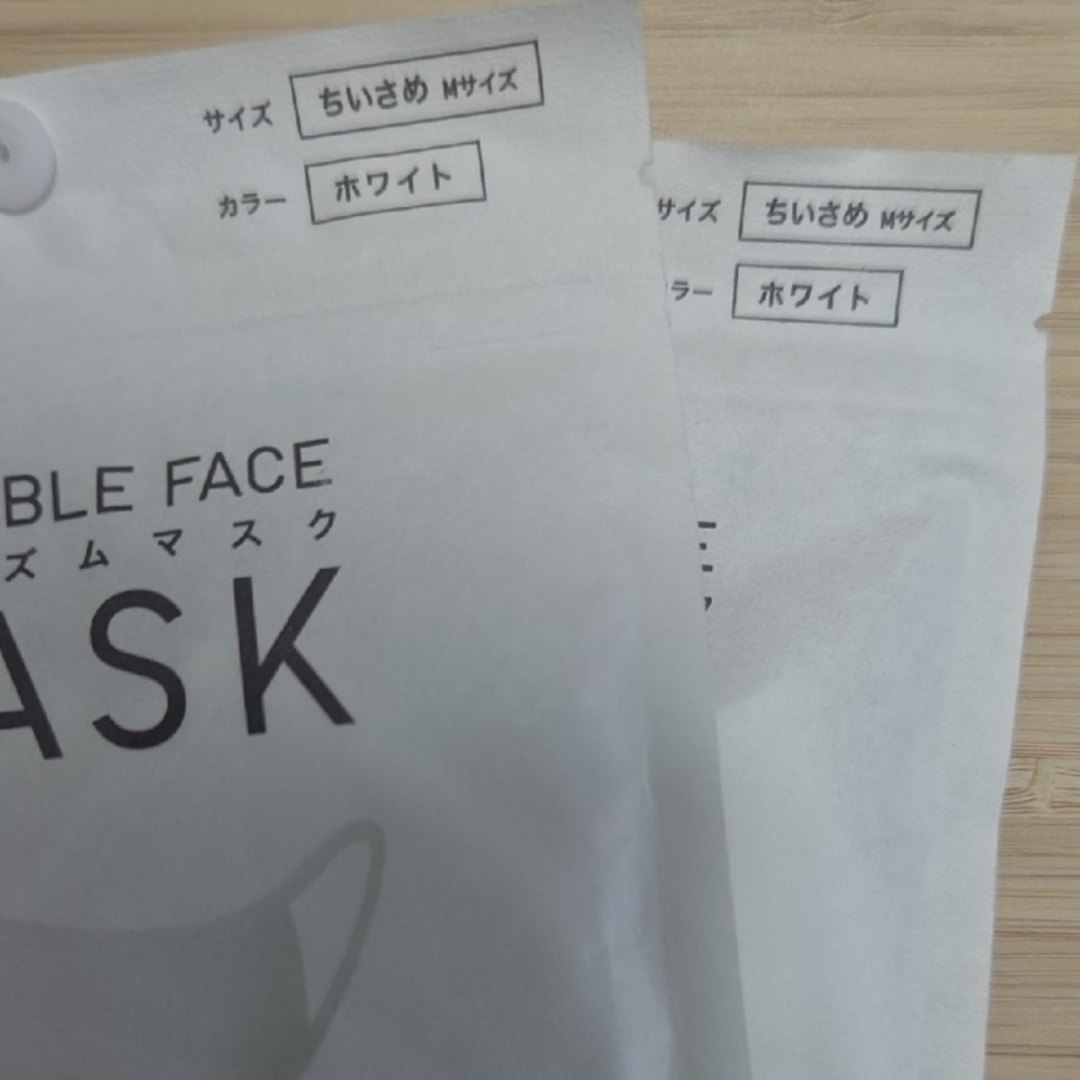 サイズ ちいさめ Mサイズ
カラー ホワイト
BLE FACE
ズムマスク
ASK
サイズ ちいさめ Mサイズ
ラー ホワイト